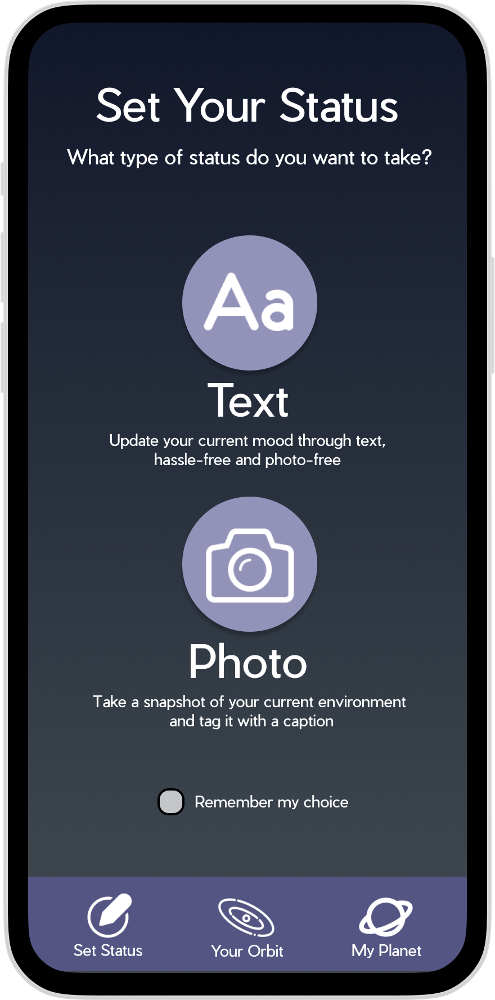 Set Your Status
What type of status do you want to take?
Aa
Text
Update your current mood through text,
hassle-free and photo-free
Photo
Take a snapshot of your current environment
and tag it with a caption
Remember my choice
Set Status
Your Orbit
My Planet